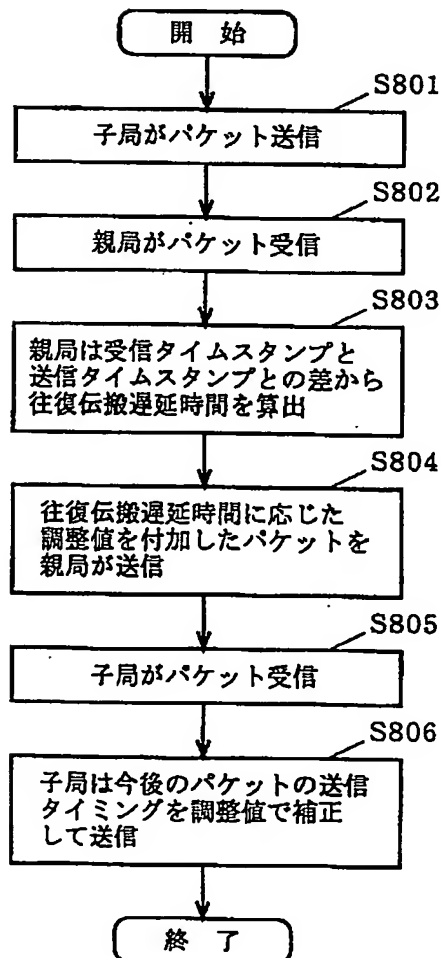 開 始
S801
子局がパケット送信
S802
親局がパケット受信
S803
親局は受信タイムスタンプと
送信タイムスタンプとの差から
往復伝搬遅延時間を算出
S804
往復伝搬遅延時間に応じた
調整値を付加したパケットを
親局が送信
S805
子局がパケット受信
S806
子局は今後のパケットの送信
タイミングを調整値で補正
して送信
終 了